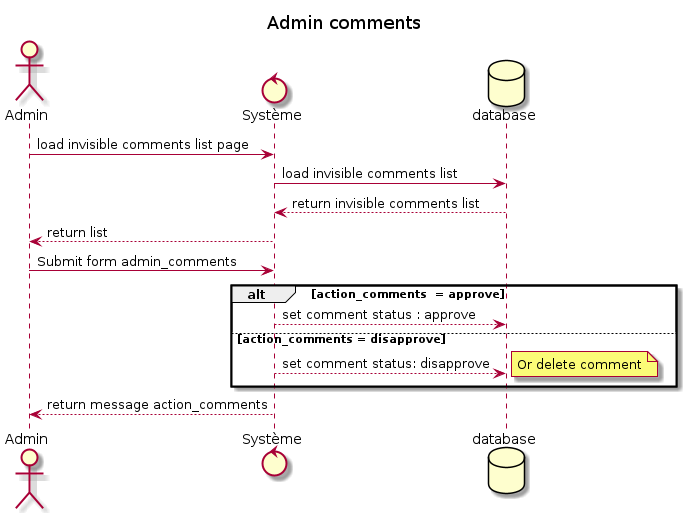 Admin comments
Admin
Système
database
load invisible comments list page
load invisible comments list
return invisible comments list
return list
Submit form admin_comments
alt [action_comments = approve]
set comment status : approve
[action_comments = disapprove]
set comment status: disapprove
Or delete comment
return message action_comments
Admin
Système
database